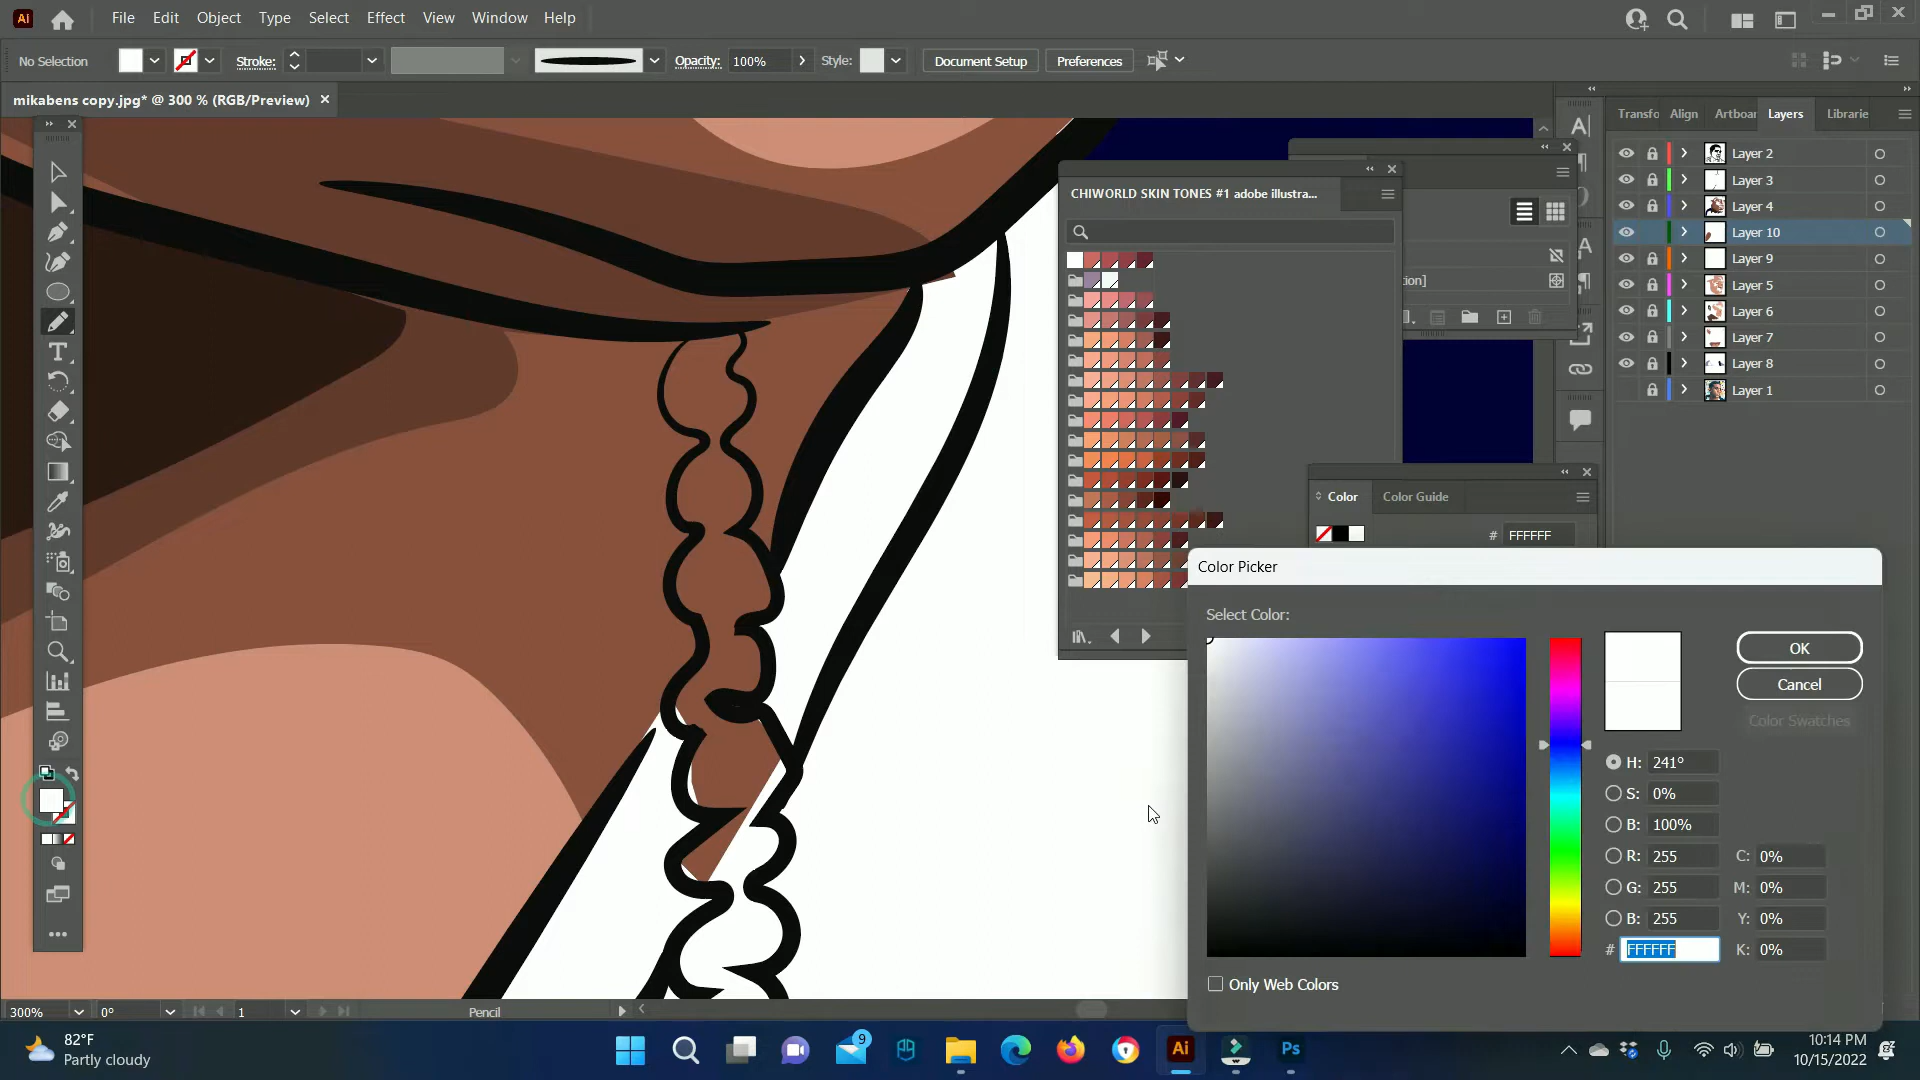 Ai File Edit Object Type Select Effect View Window Help
No Selection Stroke: Opacity: 100% Style: Document Setup Preferences
mikabens copy.jpg* @ 300 % (RGB/Preview)
Transfo Align Artboar Layers Librarie
Layer 2
Layer 3
Layer 4
Layer 10
Layer 9
Layer 5
Layer 6
Layer 7
Layer 8
Layer 1
CHIWORLD SKIN TONES #1 adobe illustra...
tion]
Color Color Guide
# FFFFFF
Color Picker
Select Color:
OK
Cancel
Color Swatches
H: 241°
S: 0%
B: 100%
R: 255 C: 0%
G: 255 M: 0%
B: 255 Y: 0%
# FFFFFF K: 0%
Only Web Colors
300% 0° 1 Pencil
82°F
Partly cloudy
9
Ai
Ps
10:14 PM
10/15/2022